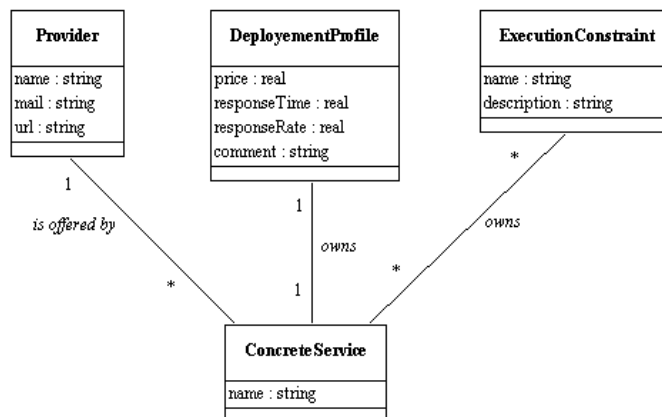 Provider
name : string
mail : string
url : string
DeployementProfile
price : real
responseTime : real
responseRate : real
comment : string
ExecutionConstraint
name : string
description : string
1
is offered by
*
1
owns
1
*
owns
*
ConcreteService
name : string